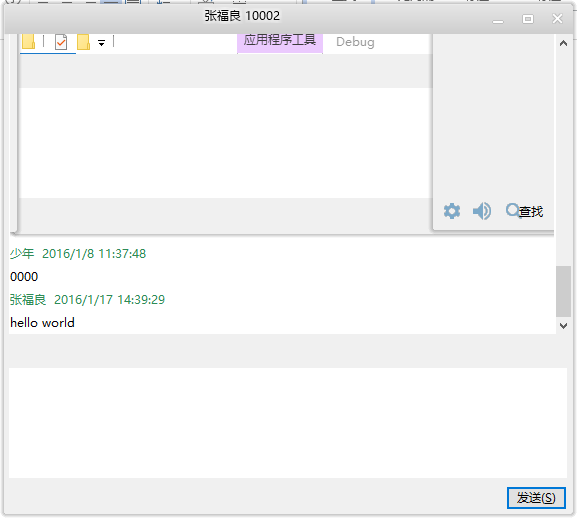 张福良 10002
应用程序工具 Debug
查找
少年 2016/1/8 11:37:48
0000
张福良 2016/1/17 14:39:29
hello world
发送(S)